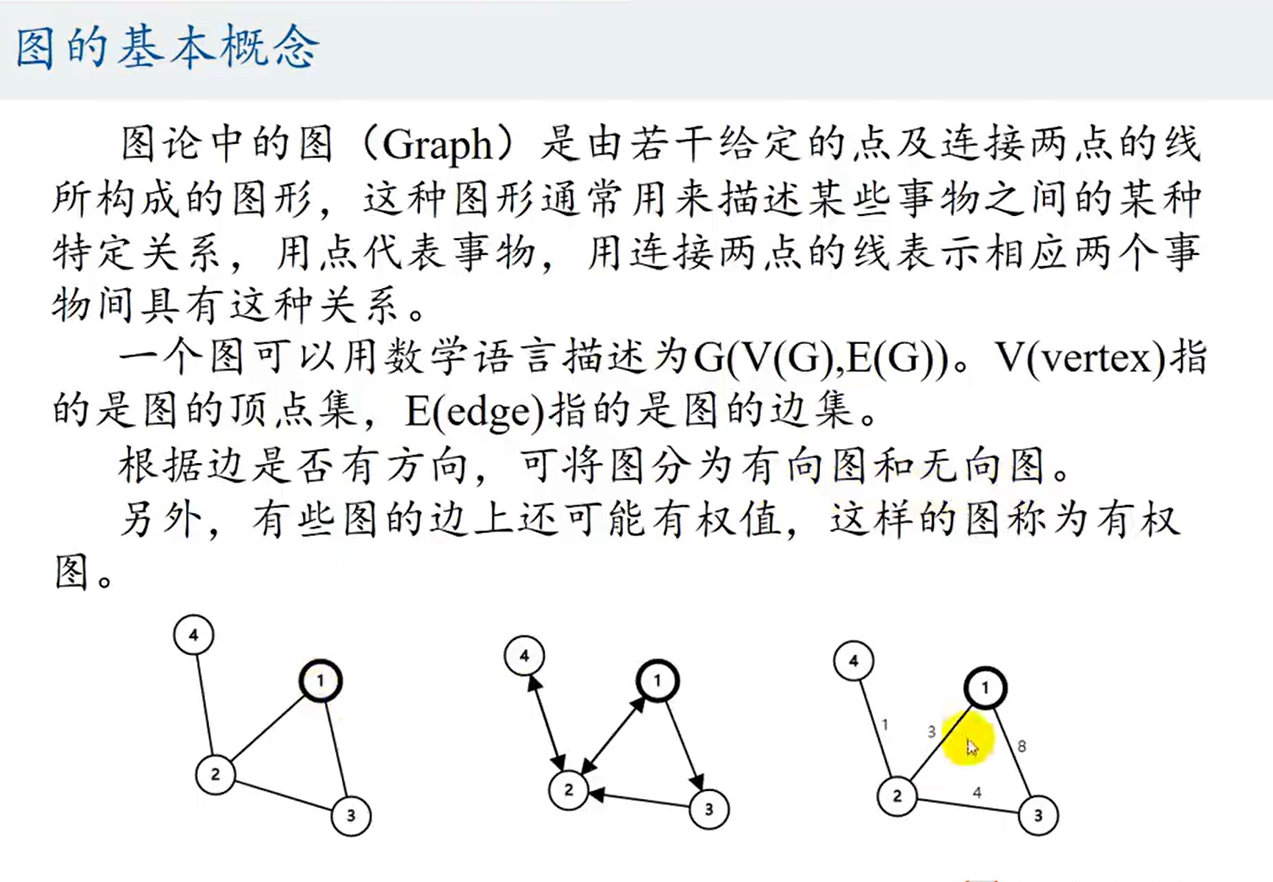 图的基本概念
图论中的图（Graph）是由若干给定的点及连接两点的线
所构成的图形，这种图形通常用来描述某些事物之间的某种
特定关系，用点代表事物，用连接两点的线表示相应两个事
物间具有这种关系。
一个图可以用数学语言描述为G(V(G),E(G))。V(vertex)指
的是图的顶点集，E(edge)指的是图的边集。
根据边是否有方向，可将图分为有向图和无向图。
另外，有些图的边上还可能有权值，这样的图称为有权
图。
4
1
2
3
4
1
2
3
4
1
1
3
8
2
4
3